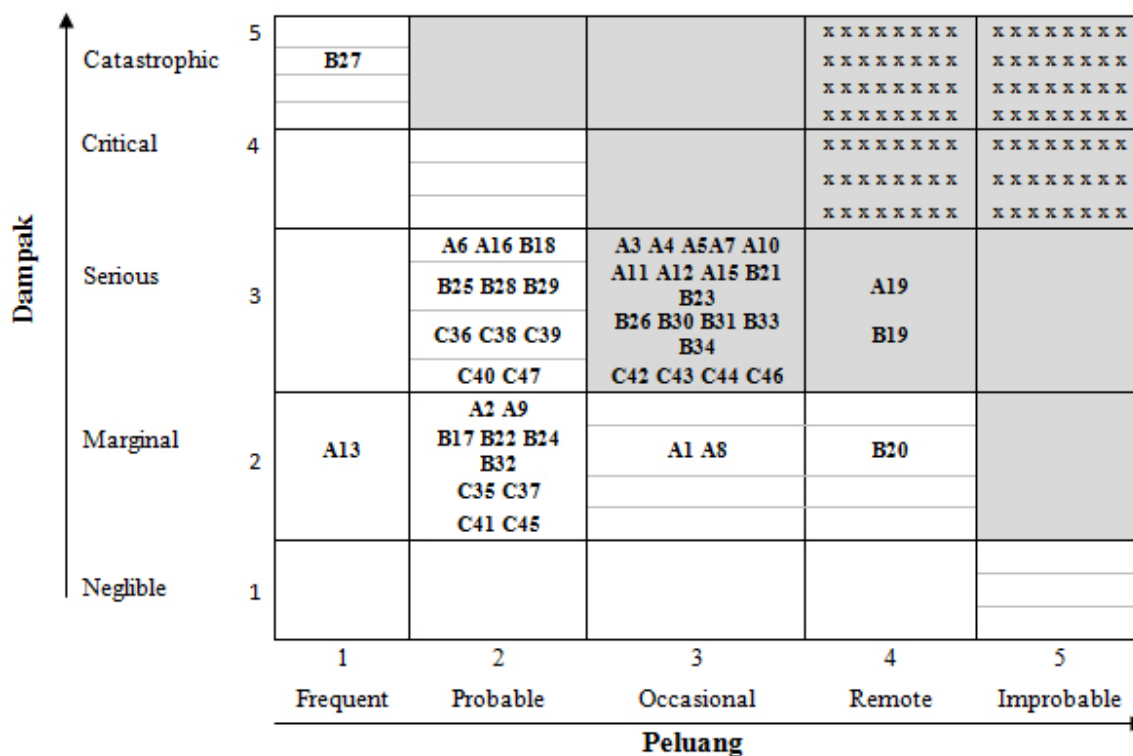 Dampak
Catastrophic 5 B27 x x x x x x x x x x x x x x x x
x x x x x x x x x x x x x x x x
x x x x x x x x x x x x x x x x
x x x x x x x x x x x x x x x x
Critical 4 x x x x x x x x x x x x x x x x
x x x x x x x x x x x x x x x x
x x x x x x x x x x x x x x x x
Serious 3
A6 A16 B18
B25 B28 B29
C36 C38 C39
C40 C47
A3 A4 A5A7 A10
A11 A12 A15 B21
B23
B26 B30 B31 B33
B34
C42 C43 C44 C46
A19
B19
Marginal 2
A13
A2 A9
B17 B22 B24
B32
C35 C37
C41 C45
A1 A8
B20
Neglible 1
1 2 3 4 5
Frequent Probable Occasional Remote Improbable
Peluang